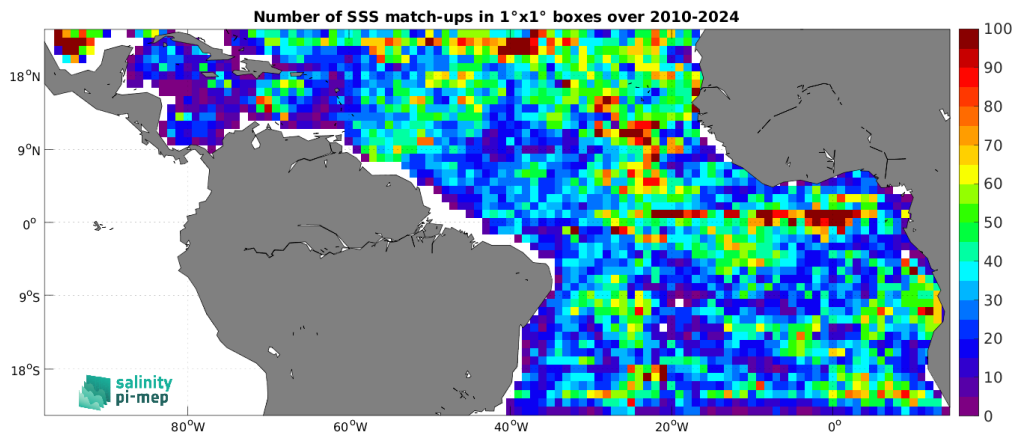 Number of SSS match-ups in 1°x1° boxes over 2010-2024
100
90
80
70
60
50
40
30
20
10
0
18°N
9°N
0°
9°S
18°S
80°W
60°W
40°W
20°W
0°
salinity
pi-mep